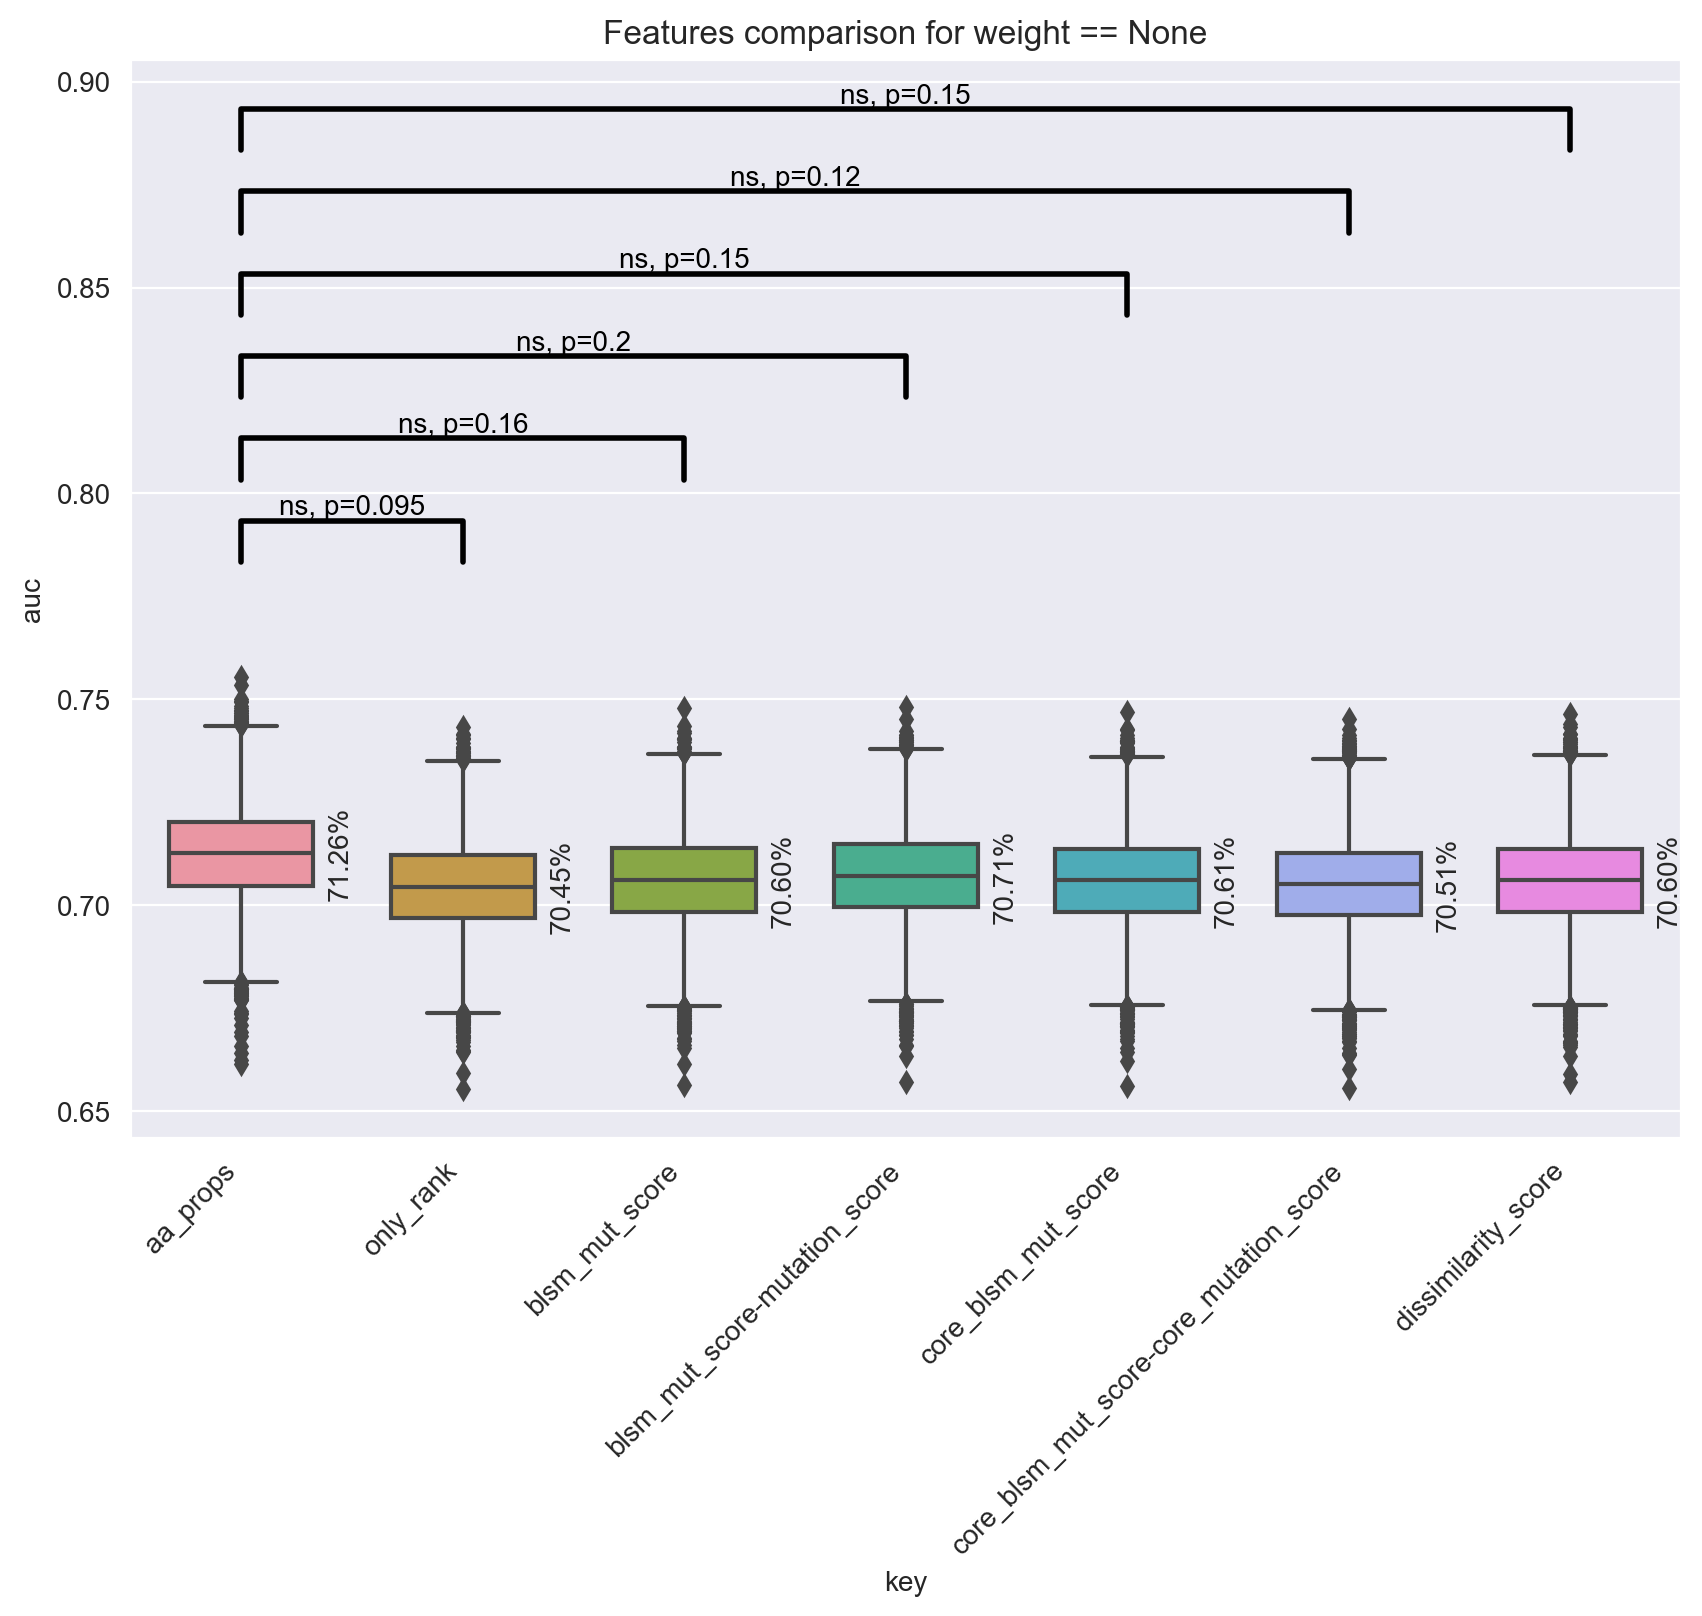 Features comparison for weight == None
0.90
0.85
0.80
0.75
0.70
0.65
auc
ns, p=0.15
ns, p=0.12
ns, p=0.15
ns, p=0.2
ns, p=0.16
ns, p=0.095
71.26%
70.45%
70.60%
70.71%
70.61%
70.51%
70.60%
aa_props
only_rank
blsm_mut_score
blsm_mut_score-mutation_score
core_blsm_mut_score
core_blsm_mut_score-core_mutation_score
dissimilarity_score
key